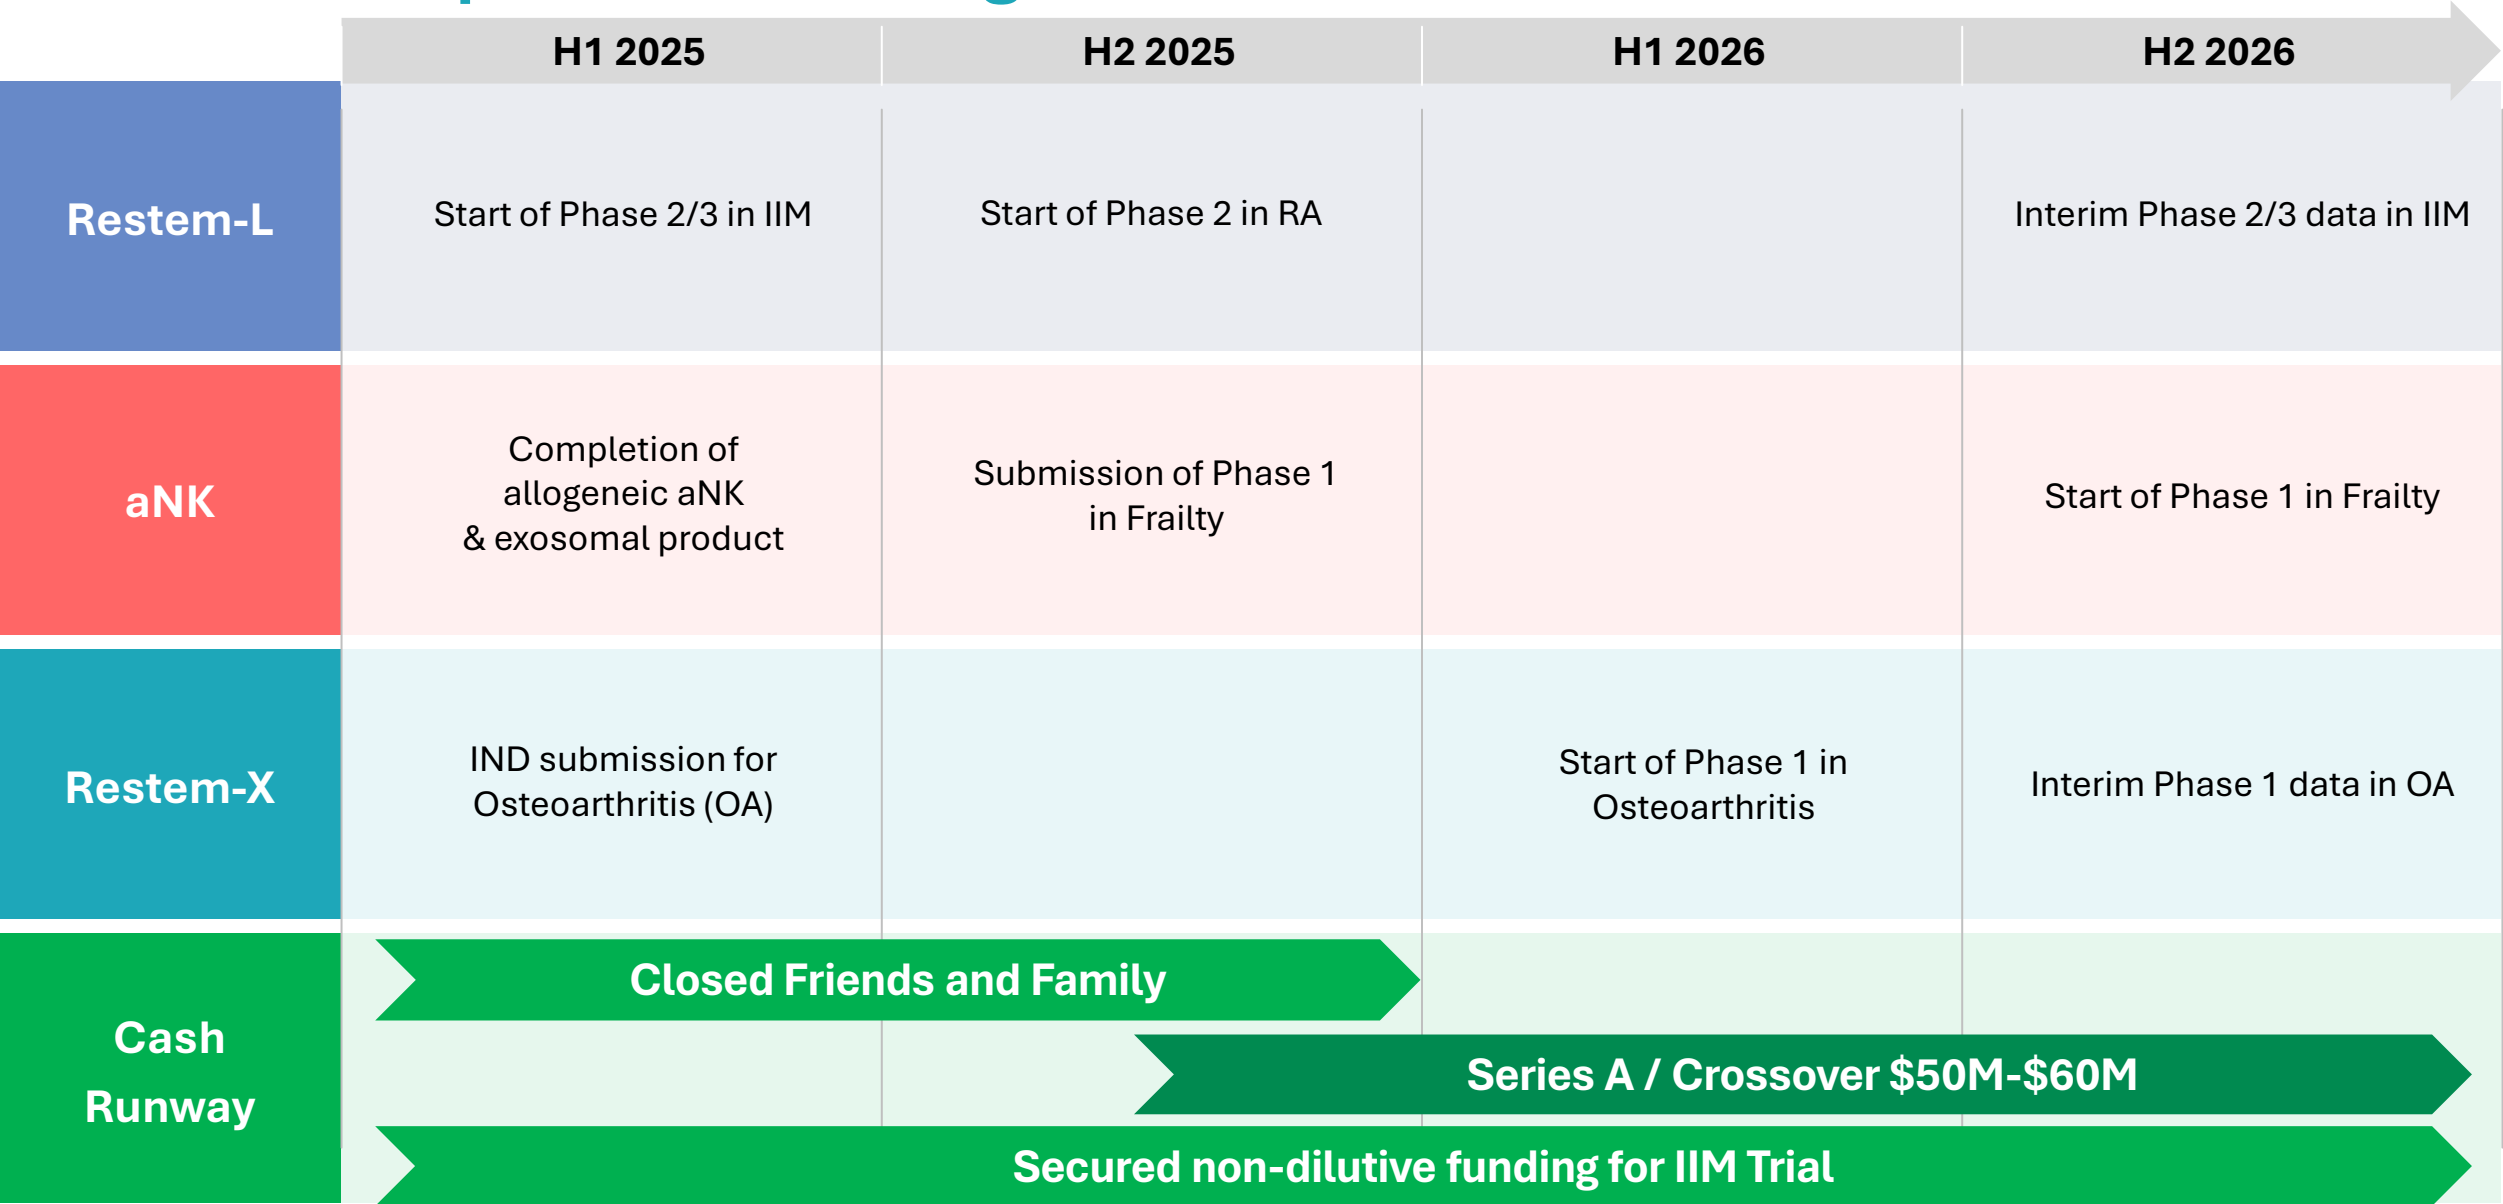 H1 2025
H2 2025
H1 2026
H2 2026
Restem-L
Start of Phase 2/3 in IIM
Start of Phase 2 in RA
Interim Phase 2/3 data in IIM
aNK
Completion of
allogeneic aNK
& exosomal product
Submission of Phase 1
in Frailty
Start of Phase 1 in Frailty
Restem-X
IND submission for
Osteoarthritis (OA)
Start of Phase 1 in
Osteoarthritis
Interim Phase 1 data in OA
Cash
Runway
Closed Friends and Family
Series A / Crossover $50M-$60M
Secured non-dilutive funding for IIM Trial